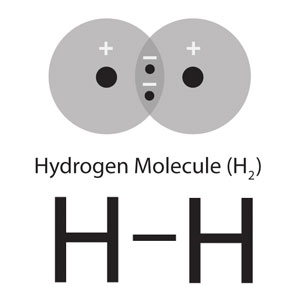 + − +
−
Hydrogen Molecule (H₂)
H−H